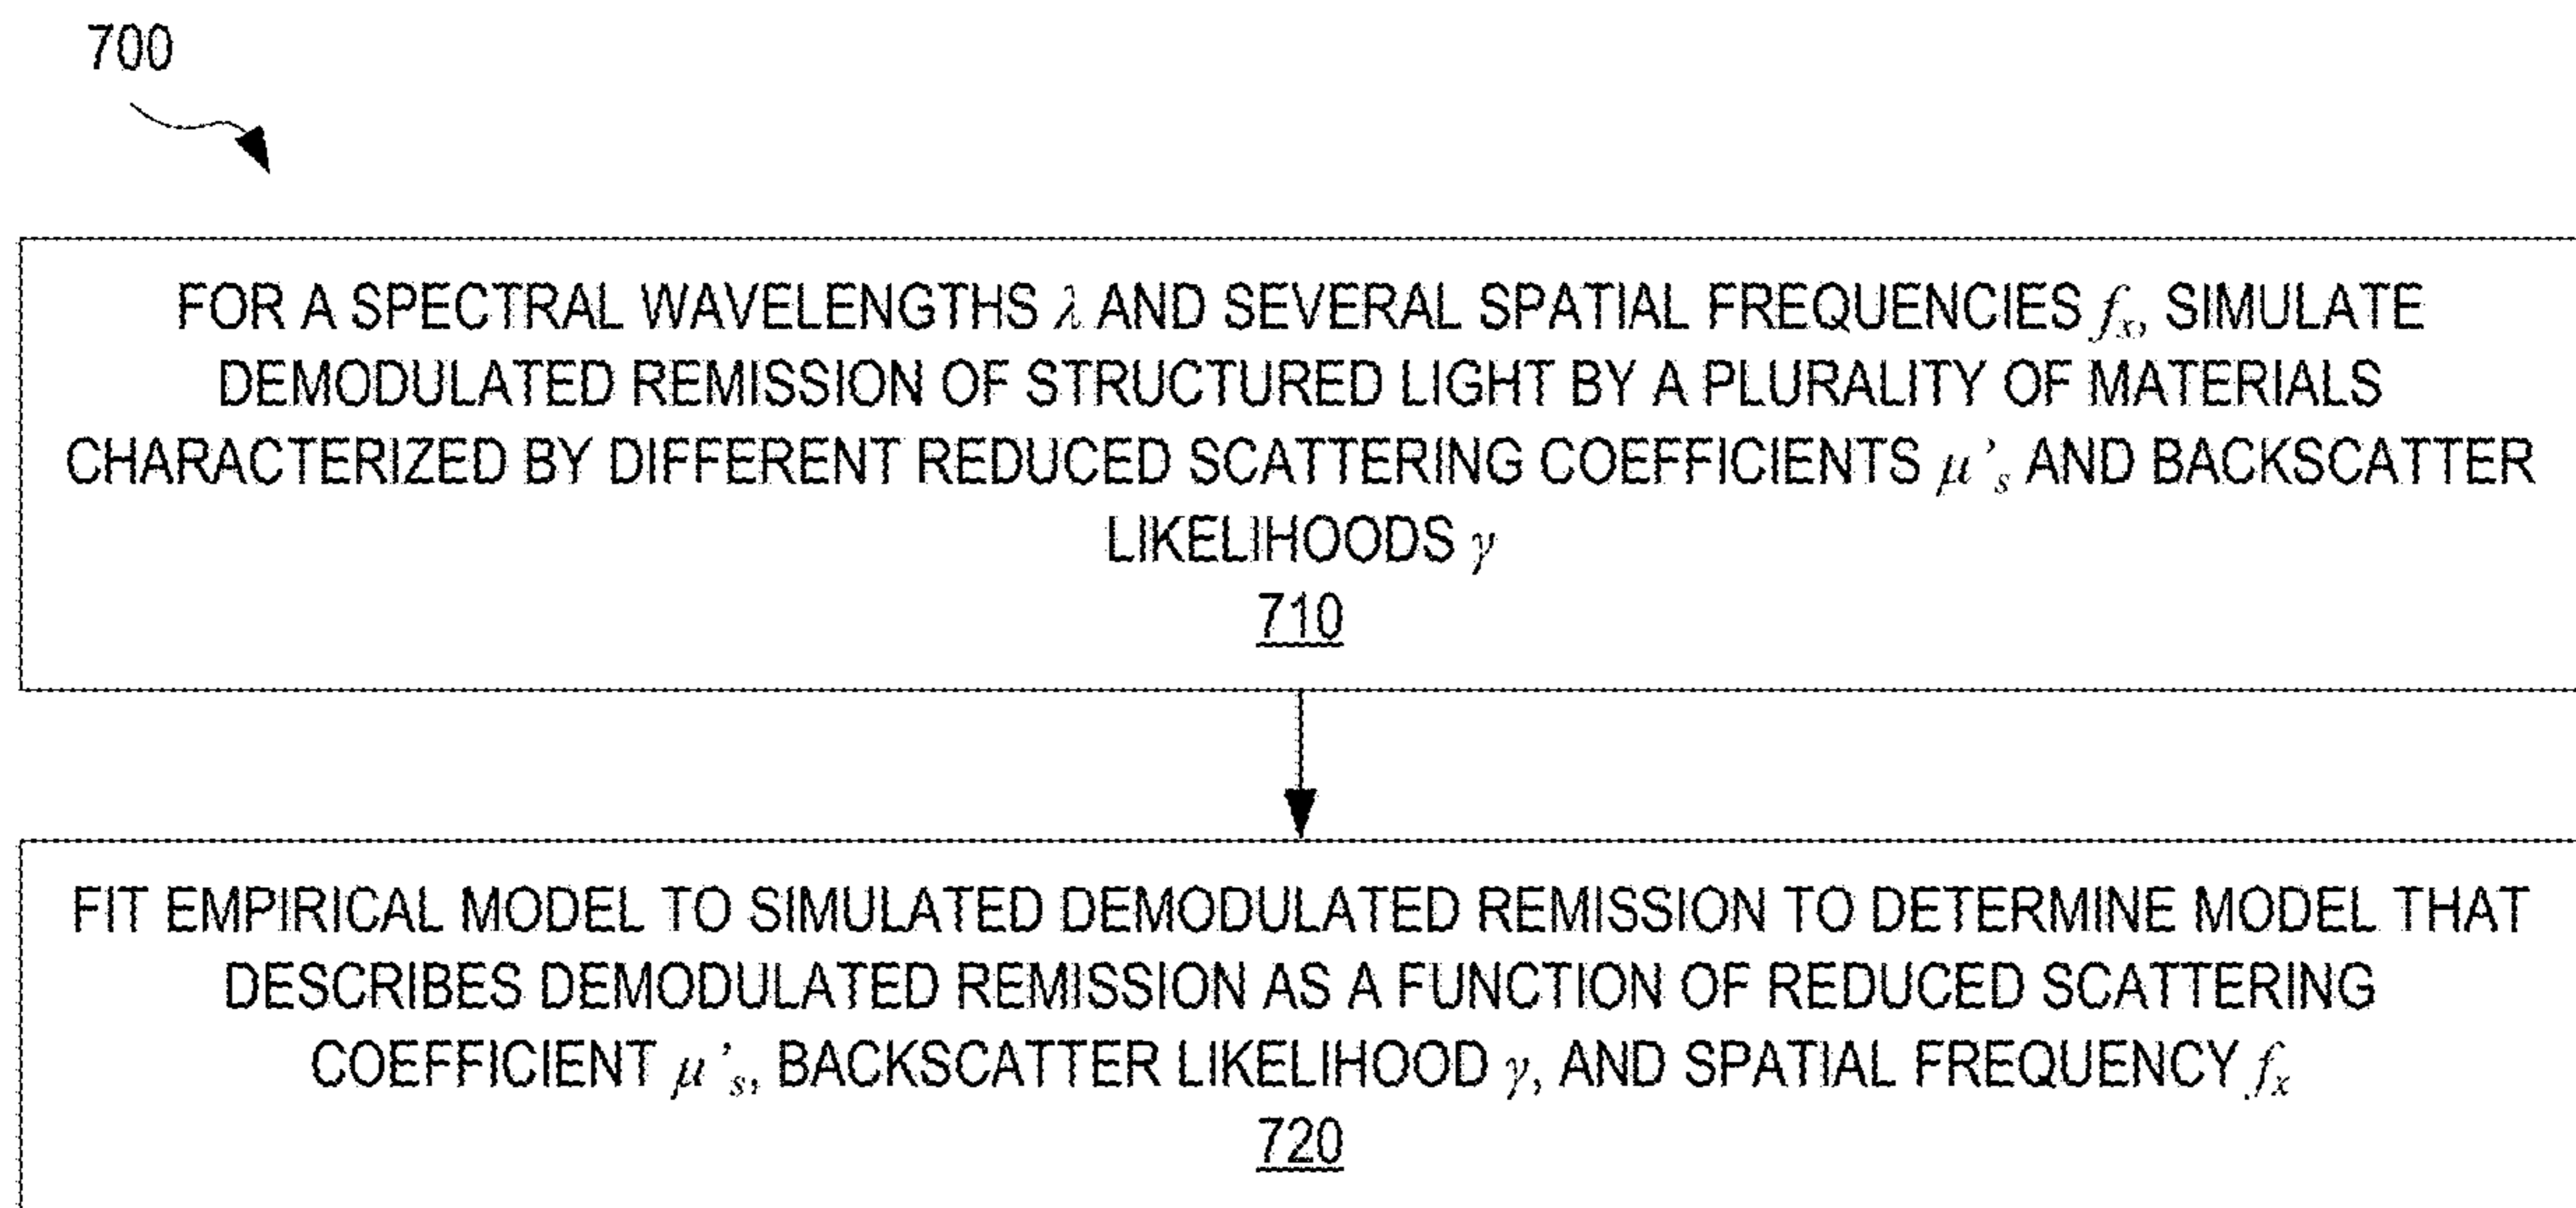 700
FOR A SPECTRAL WAVELENGTHS λ AND SEVERAL SPATIAL FREQUENCIES fₓ, SIMULATE
DEMODULATED REMISSION OF STRUCTURED LIGHT BY A PLURALITY OF MATERIALS
CHARACTERIZED BY DIFFERENT REDUCED SCATTERING COEFFICIENTS μ'ₛ AND BACKSCATTER
LIKELIHOODS γ
710
FIT EMPIRICAL MODEL TO SIMULATED DEMODULATED REMISSION TO DETERMINE MODEL THAT
DESCRIBES DEMODULATED REMISSION AS A FUNCTION OF REDUCED SCATTERING
COEFFICIENT μ'ₛ, BACKSCATTER LIKELIHOOD γ, AND SPATIAL FREQUENCY fₓ
720